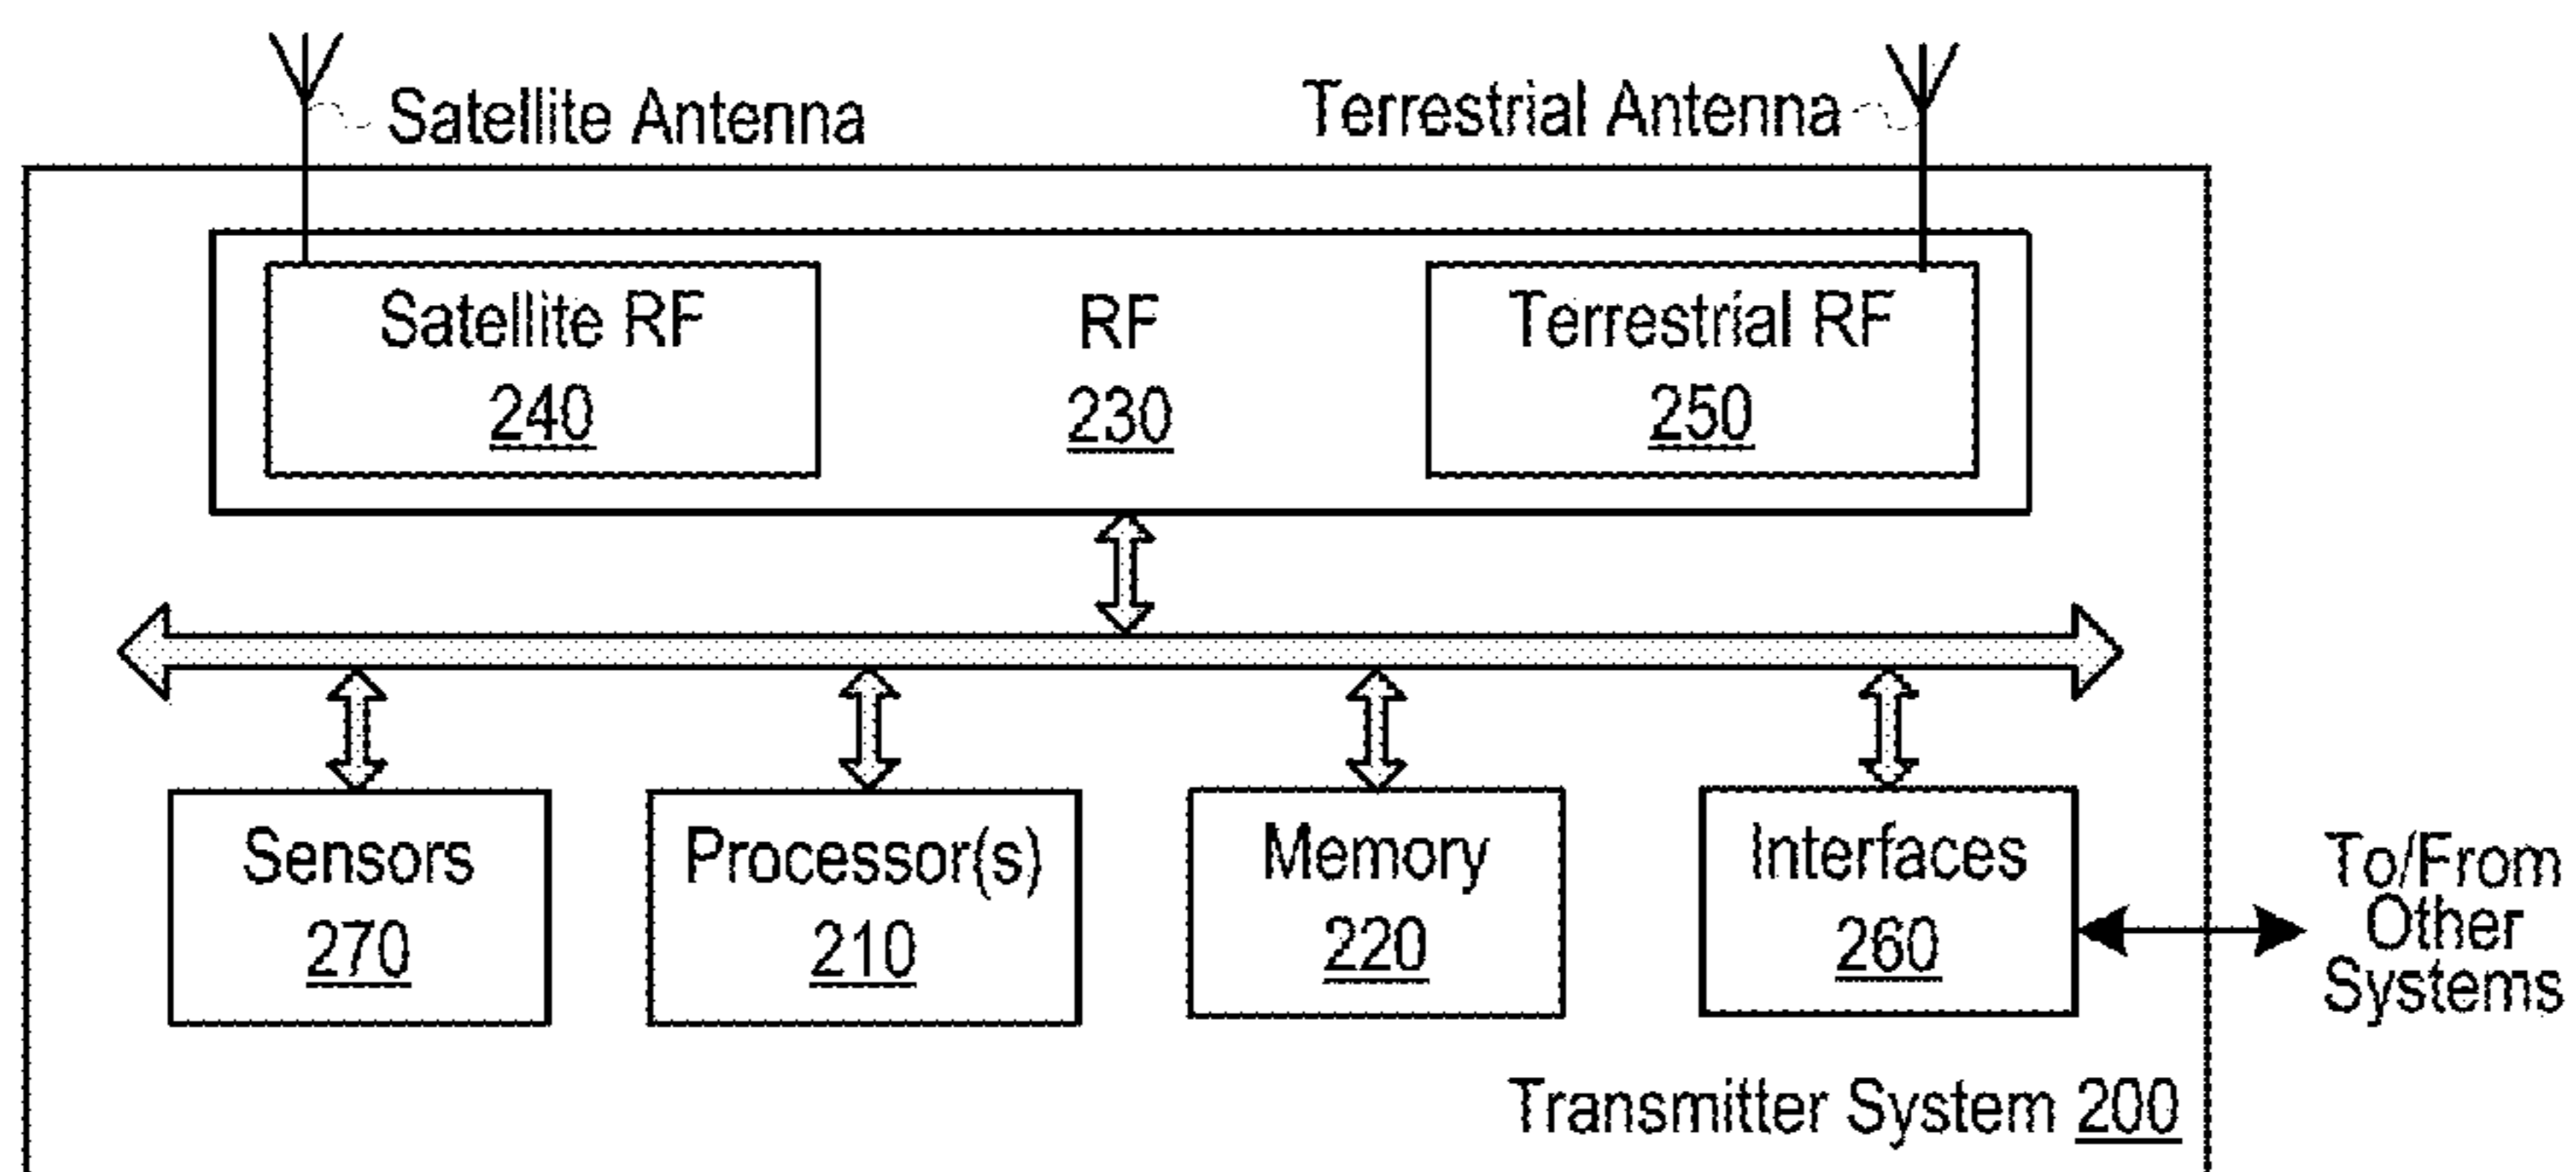 Satellite Antenna
Terrestrial Antenna
Satellite RF
240
RF
230
Terrestrial RF
250
Sensors
270
Processor(s)
210
Memory
220
Interfaces
260
To/From
Other
Systems
Transmitter System 200